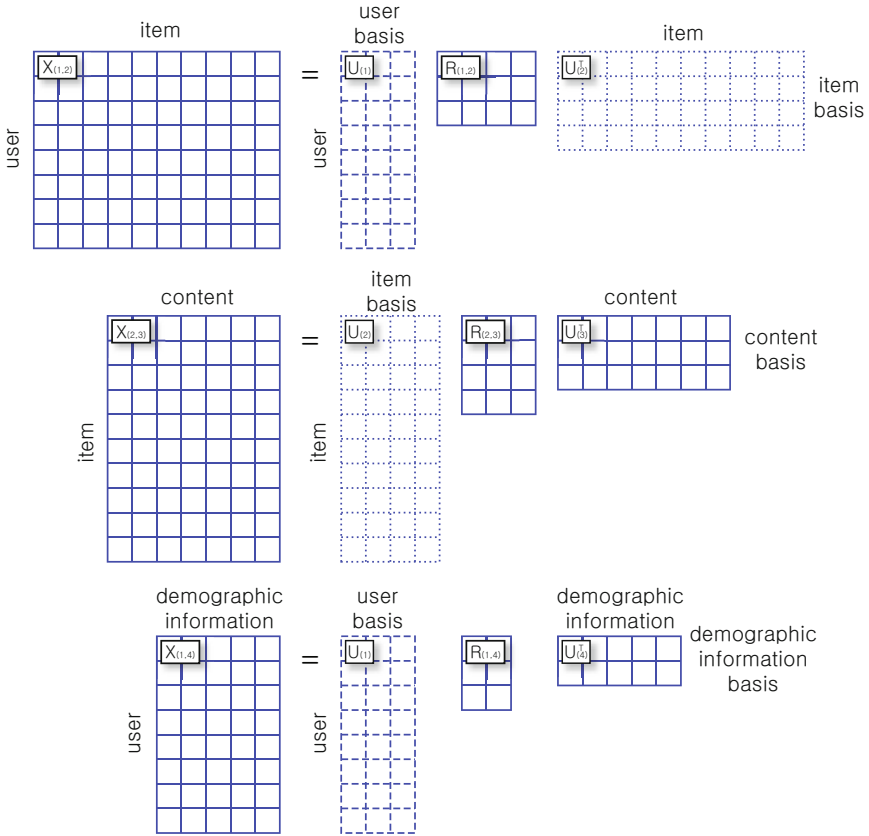 item
user
basis
item
X(1,2)
=
U(1)
R(1,2)
U(2)ᵀ
item
basis
user
user
content
item
basis
content
X(2,3)
=
U(2)
R(2,3)
U(3)ᵀ
content
basis
item
item
demographic
information
user
basis
demographic
information
X(1,4)
=
U(1)
R(1,4)
U(4)ᵀ
demographic
information
basis
user
user